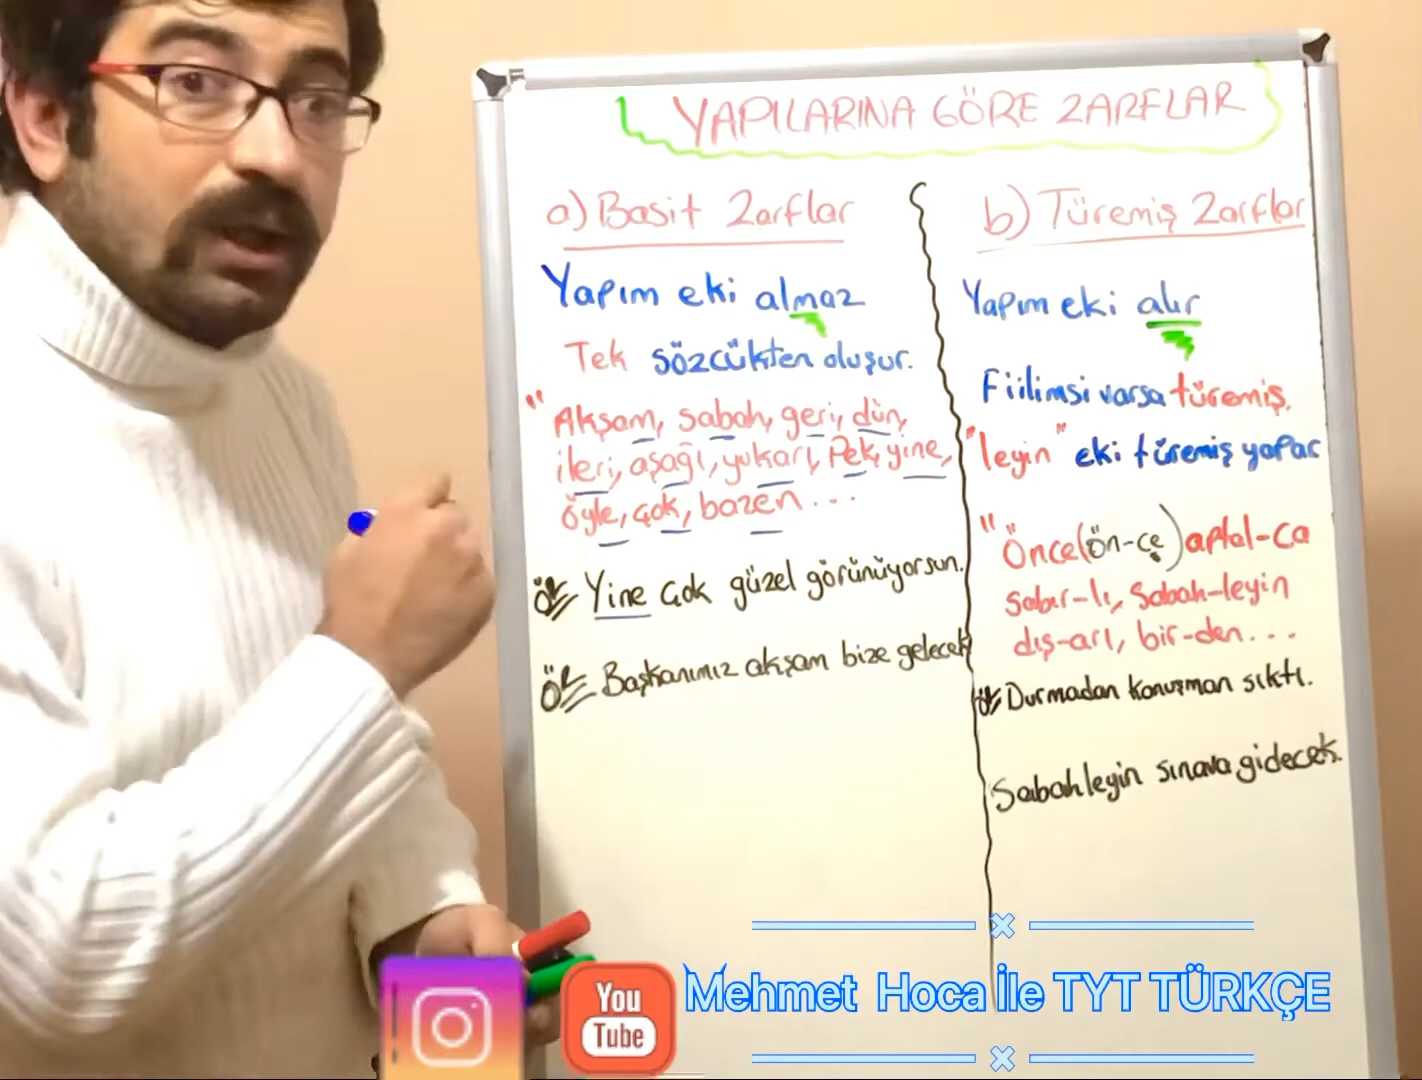 YAPILARINA GÖRE ZARFLAR
a) Basit Zarflar
Yapım eki almaz
Tek sözcükten oluşur.
"Akşam, sabah, geri, dün,
ileri, aşağı, yukarı, Pek, yine,
öyle, çok, bazen...
ÖR Yine çok güzel görünüyorsun.
ÖR Başkanımız akşam bize gelecek
b) Türemiş Zarflar
Yapım eki alır
Fiilimsi varsa türemiş.
"leyin" eki türemiş yapar
"Önce(ön-çe) aptal-ca
sabır-lı, Sabah-leyin
dış-arı, bir-den...
ÖR Durmadan konuşman sıktı.
Sabahleyin sınava gidecek.
You
Tube
Mehmet Hoca İle TYT TÜRKÇE